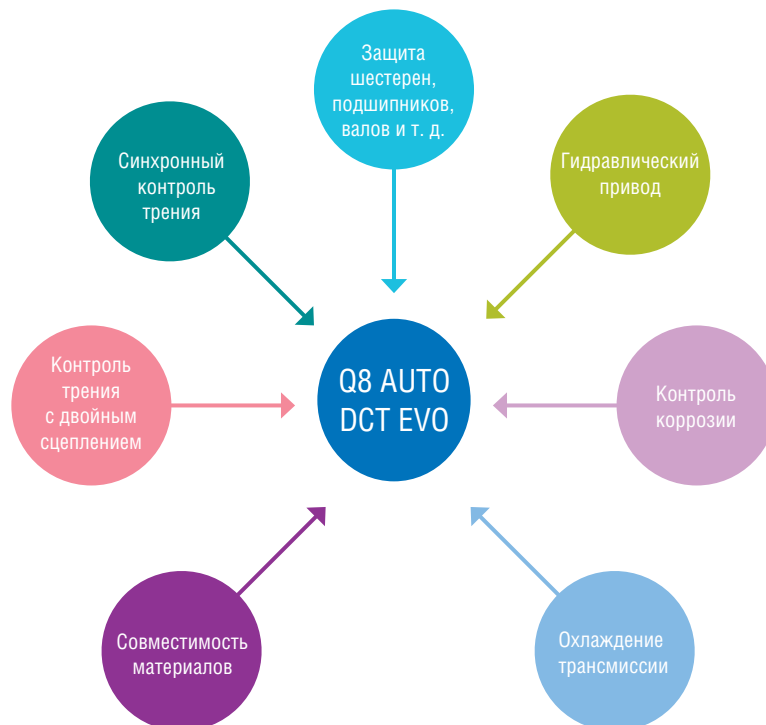 Защита
шестерен,
подшипников,
валов и т. д.
Синхронный
контроль
трения
Гидравлический
привод
Контроль
трения
с двойным
сцеплением
Q8 AUTO
DCT EVO
Контроль
коррозии
Совместимость
материалов
Охлаждение
трансмиссии